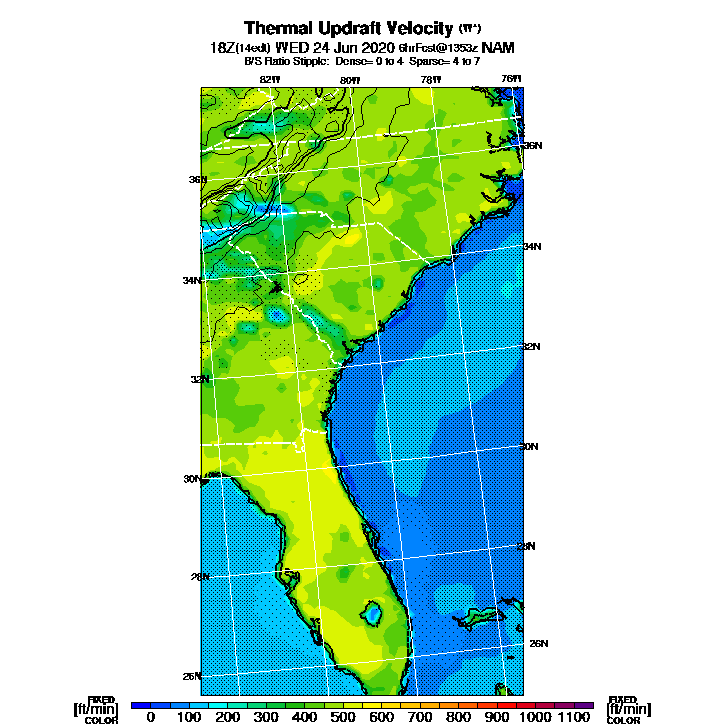 Thermal Updraft Velocity (W*)
18Z(14edt) WED 24 Jun 2020 6hrFcst@1353z NAM
B/S Ratio Stipple: Dense= 0 to 4 Sparse= 4 to 7
82W 80W 78W 76W
36N
36N
34N
34N
32N
32N
30N
30N
28N
28N
26N
26N
FIXED FIXED
[ft/min] 0 100 200 300 400 500 600 700 800 900 1000 1100 [ft/min]
COLOR COLOR